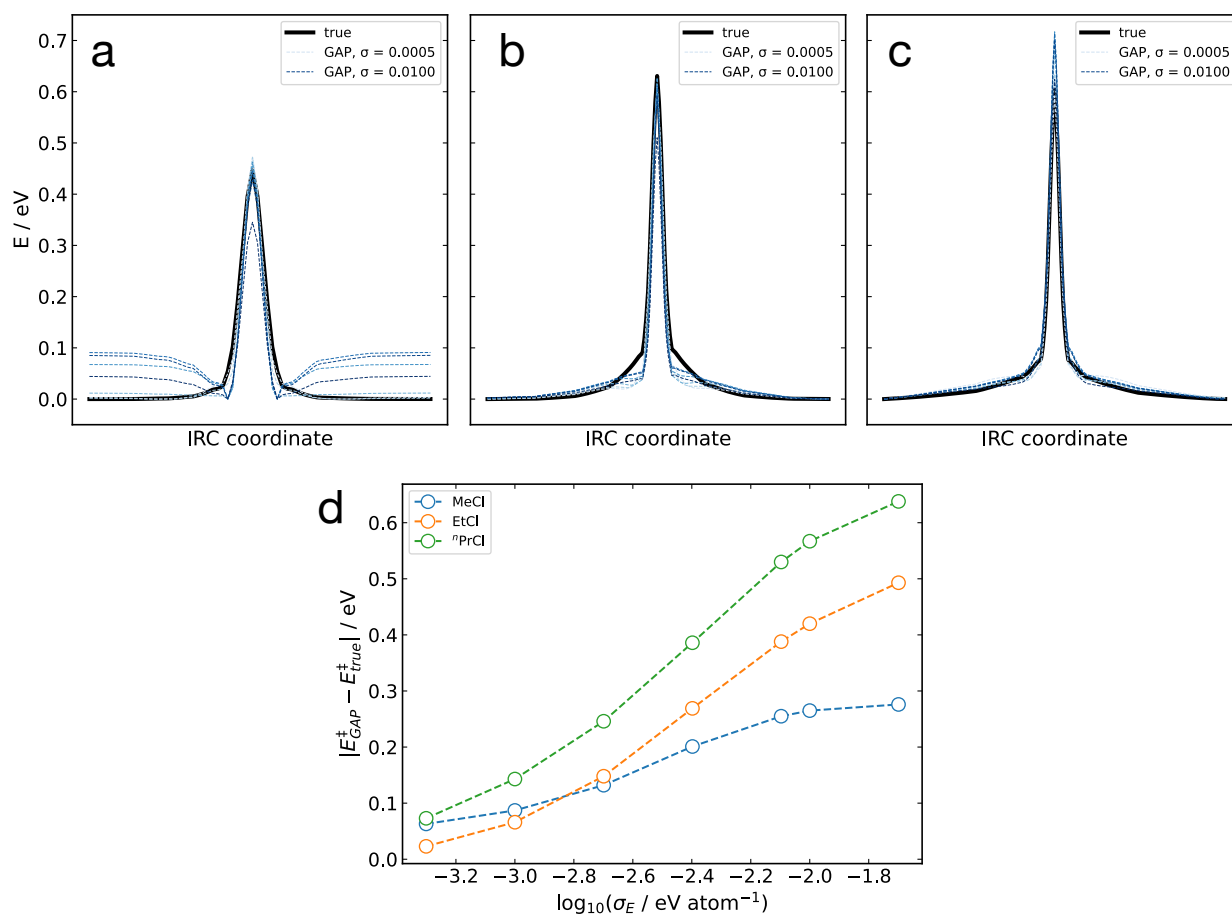 a
true
GAP, σ = 0.0005
GAP, σ = 0.0100
b
true
GAP, σ = 0.0005
GAP, σ = 0.0100
c
true
GAP, σ = 0.0005
GAP, σ = 0.0100
0.7
0.6
0.5
0.4
0.3
0.2
0.1
0.0
E / eV
IRC coordinate
IRC coordinate
IRC coordinate
d
MeCl
EtCl
ⁿPrCl
0.6
0.5
0.4
0.3
0.2
0.1
0.0
|E‡GAP − E‡true| / eV
−3.2
−3.0
−2.8
−2.6
−2.4
−2.2
−2.0
−1.8
log₁₀(σE / eV atom⁻¹)